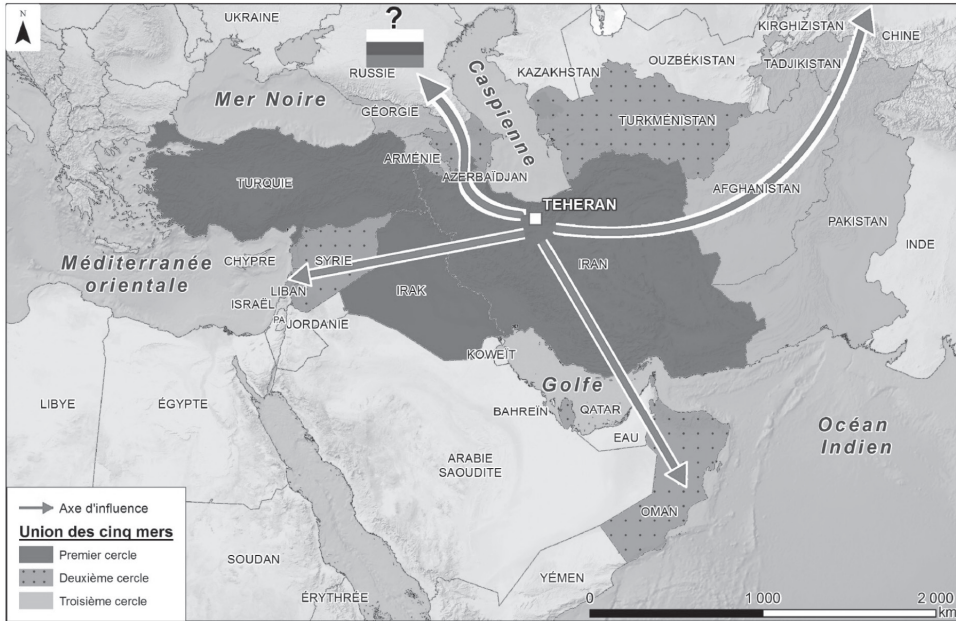 N
UKRAINE
?
RUSSIE
KAZAKHSTAN
OUZBÉKISTAN
KIRGHIZISTAN
CHINE
TADJIKISTAN
Mer Noire
Caspienne
GÉORGIE
TURKMÉNISTAN
ARMÉNIE
AZERBAÏDJAN
TURQUIE
TEHERAN
AFGHANISTAN
PAKISTAN
INDE
Méditerranée
orientale
CHYPRE
SYRIE
IRAN
LIBAN
IRAK
ISRAËL
PA
JORDANIE
KOWEÏT
Golfe
LIBYE
ÉGYPTE
BAHREÏN
QATAR
EAU
Océan
Indien
ARABIE
SAOUDITE
OMAN
SOUDAN
YÉMEN
ÉRYTHRÉE
Axe d'influence
Union des cinq mers
Premier cercle
Deuxième cercle
Troisième cercle
0 1 000 2 000
km